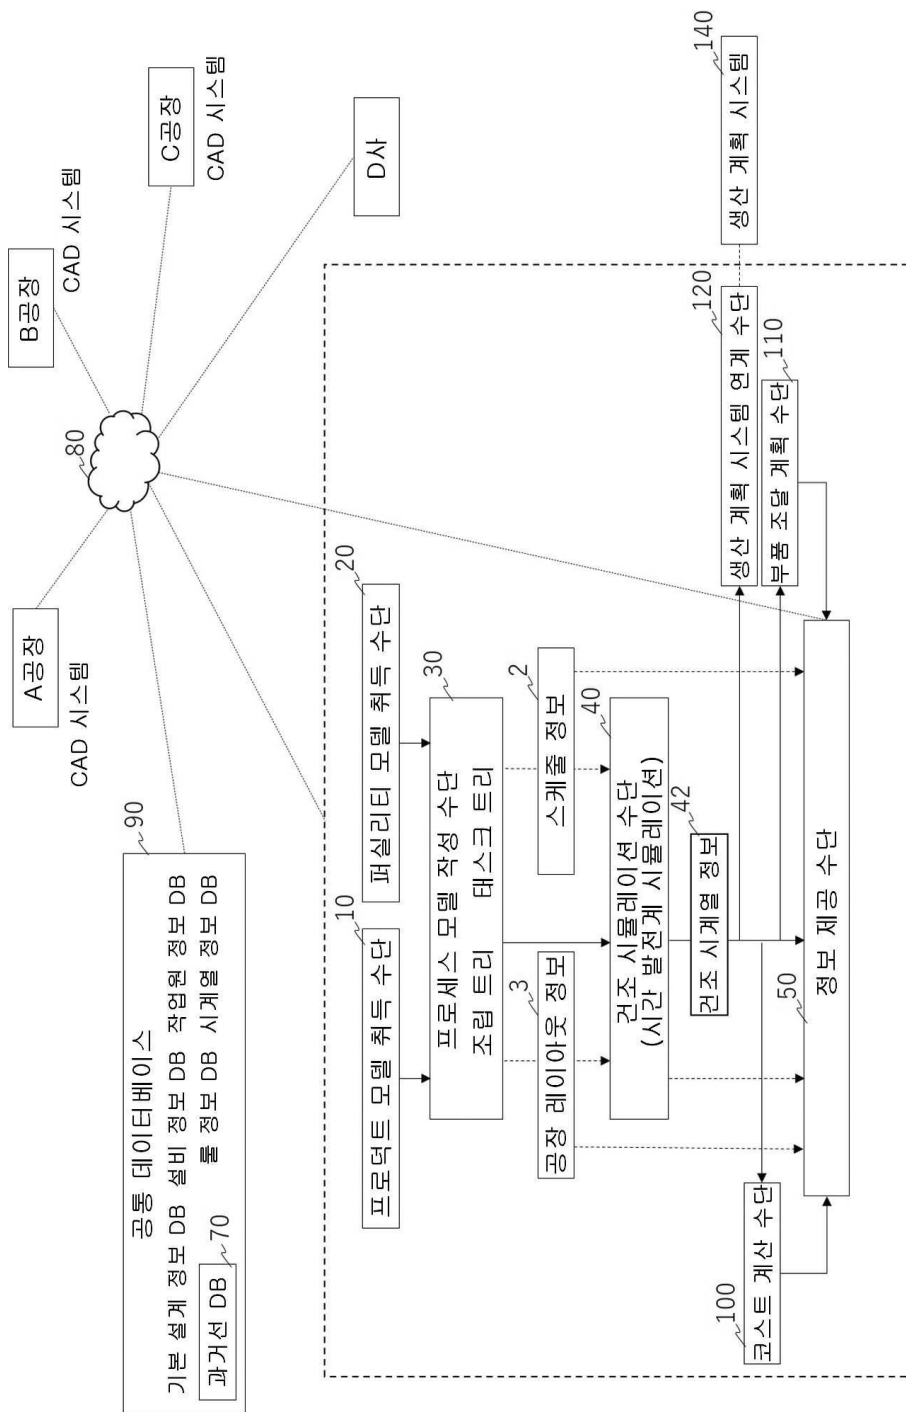 공통 데이터베이스
90
기본 설계 정보 DB 설비 정보 DB 작업원 정보 DB
룰 정보 DB 시계열 정보 DB
과거선 DB
70
A공장
CAD 시스템
80
B공장
CAD 시스템
C공장
CAD 시스템
D사
프로덕트 모델 취득 수단
10
퍼실리티 모델 취득 수단
20
프로세스 모델 작성 수단
조립 트리 태스크 트리
30
공장 레이아웃 정보
3
스케줄 정보
2
건조 시뮬레이션 수단
(시간 발전계 시뮬레이션)
40
건조 시계열 정보
42
코스트 계산 수단
100
생산 계획 시스템 연계 수단
120
생산 계획 시스템
140
부품 조달 계획 수단
110
정보 제공 수단
50